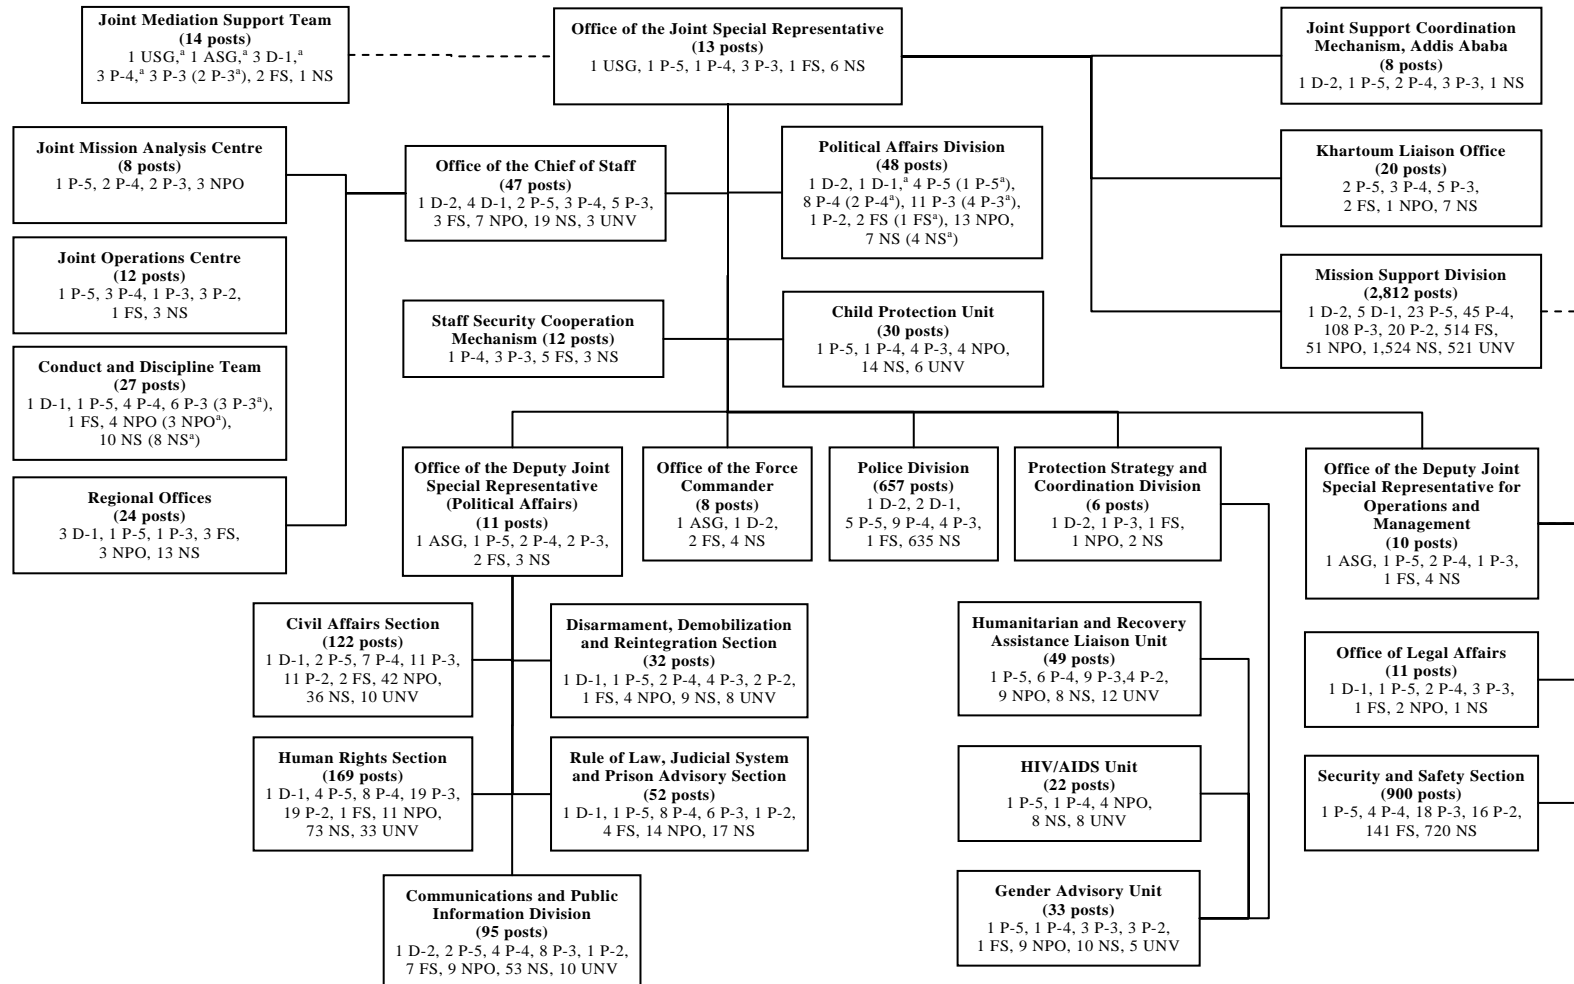 Joint Mediation Support Team
(14 posts)
1 USG,ª 1 ASG,ª 3 D-1,ª
3 P-4,ª 3 P-3 (2 P-3ª), 2 FS, 1 NS
Office of the Joint Special Representative
(13 posts)
1 USG, 1 P-5, 1 P-4, 3 P-3, 1 FS, 6 NS
Joint Support Coordination
Mechanism, Addis Ababa
(8 posts)
1 D-2, 1 P-5, 2 P-4, 3 P-3, 1 NS
Joint Mission Analysis Centre
(8 posts)
1 P-5, 2 P-4, 2 P-3, 3 NPO
Office of the Chief of Staff
(47 posts)
1 D-2, 4 D-1, 2 P-5, 3 P-4, 5 P-3,
3 FS, 7 NPO, 19 NS, 3 UNV
Political Affairs Division
(48 posts)
1 D-2, 1 D-1,ª 4 P-5 (1 P-5ª),
8 P-4 (2 P-4ª), 11 P-3 (4 P-3ª),
1 P-2, 2 FS (1 FSª), 13 NPO,
7 NS (4 NSª)
Khartoum Liaison Office
(20 posts)
2 P-5, 3 P-4, 5 P-3,
2 FS, 1 NPO, 7 NS
Joint Operations Centre
(12 posts)
1 P-5, 3 P-4, 1 P-3, 3 P-2,
1 FS, 3 NS
Staff Security Cooperation
Mechanism (12 posts)
1 P-4, 3 P-3, 5 FS, 3 NS
Child Protection Unit
(30 posts)
1 P-5, 1 P-4, 4 P-3, 4 NPO,
14 NS, 6 UNV
Mission Support Division
(2,812 posts)
1 D-2, 5 D-1, 23 P-5, 45 P-4,
108 P-3, 20 P-2, 514 FS,
51 NPO, 1,524 NS, 521 UNV
Conduct and Discipline Team
(27 posts)
1 D-1, 1 P-5, 4 P-4, 6 P-3 (3 P-3ª),
1 FS, 4 NPO (3 NPOª),
10 NS (8 NSª)
Regional Offices
(24 posts)
3 D-1, 1 P-5, 1 P-3, 3 FS,
3 NPO, 13 NS
Office of the Deputy Joint
Special Representative
(Political Affairs)
(11 posts)
1 ASG, 1 P-5, 2 P-4, 2 P-3,
2 FS, 3 NS
Office of the Force
Commander
(8 posts)
1 ASG, 1 D-2,
2 FS, 4 NS
Police Division
(657 posts)
1 D-2, 2 D-1,
5 P-5, 9 P-4, 4 P-3,
1 FS, 635 NS
Protection Strategy and
Coordination Division
(6 posts)
1 D-2, 1 P-3, 1 FS,
1 NPO, 2 NS
Office of the Deputy Joint
Special Representative for
Operations and
Management
(10 posts)
1 ASG, 1 P-5, 2 P-4, 1 P-3,
1 FS, 4 NS
Civil Affairs Section
(122 posts)
1 D-1, 2 P-5, 7 P-4, 11 P-3,
11 P-2, 2 FS, 42 NPO,
36 NS, 10 UNV
Disarmament, Demobilization
and Reintegration Section
(32 posts)
1 D-1, 1 P-5, 2 P-4, 4 P-3, 2 P-2,
1 FS, 4 NPO, 9 NS, 8 UNV
Humanitarian and Recovery
Assistance Liaison Unit
(49 posts)
1 P-5, 6 P-4, 9 P-3,4 P-2,
9 NPO, 8 NS, 12 UNV
Office of Legal Affairs
(11 posts)
1 D-1, 1 P-5, 2 P-4, 3 P-3,
1 FS, 2 NPO, 1 NS
Human Rights Section
(169 posts)
1 D-1, 4 P-5, 8 P-4, 19 P-3,
19 P-2, 1 FS, 11 NPO,
73 NS, 33 UNV
Rule of Law, Judicial System
and Prison Advisory Section
(52 posts)
1 D-1, 1 P-5, 8 P-4, 6 P-3, 1 P-2,
4 FS, 14 NPO, 17 NS
HIV/AIDS Unit
(22 posts)
1 P-5, 1 P-4, 4 NPO,
8 NS, 8 UNV
Security and Safety Section
(900 posts)
1 P-5, 4 P-4, 18 P-3, 16 P-2,
141 FS, 720 NS
Communications and Public
Information Division
(95 posts)
1 D-2, 2 P-5, 4 P-4, 8 P-3, 1 P-2,
7 FS, 9 NPO, 53 NS, 10 UNV
Gender Advisory Unit
(33 posts)
1 P-5, 1 P-4, 3 P-3, 3 P-2,
1 FS, 9 NPO, 10 NS, 5 UNV